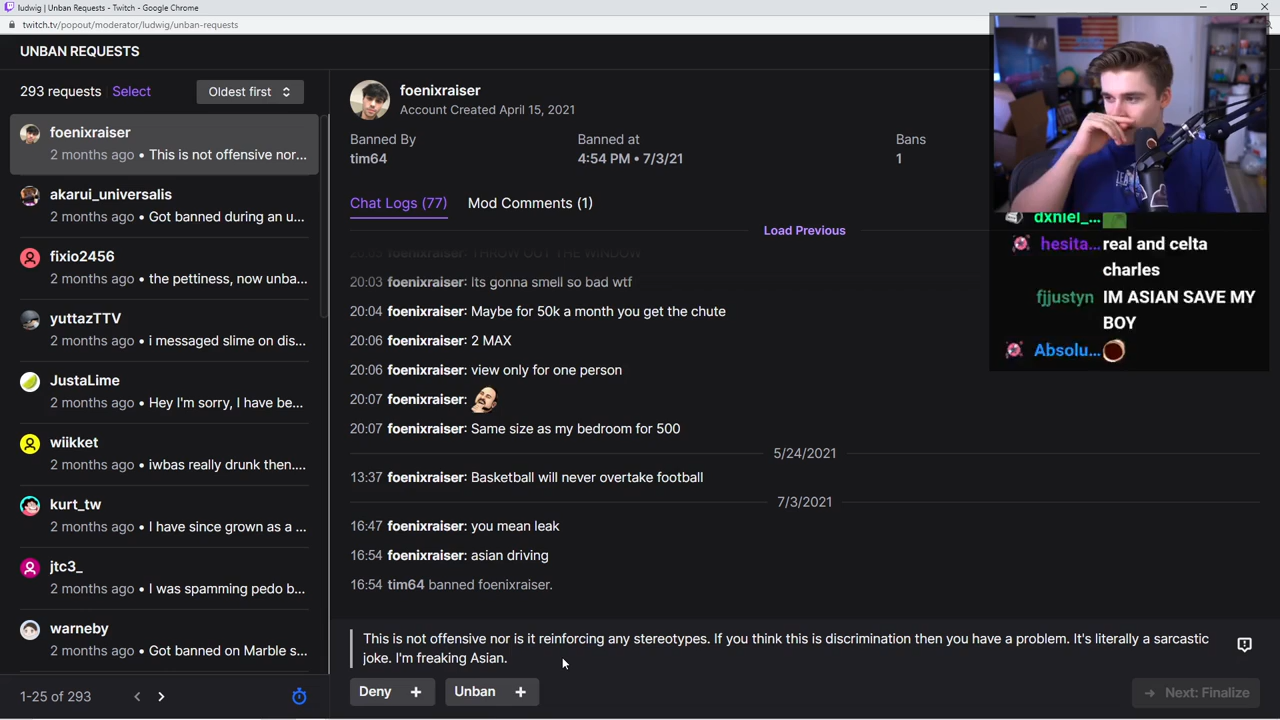 ludwig | Unban Requests - Twitch - Google Chrome
twitch.tv/popout/moderator/ludwig/unban-requests
UNBAN REQUESTS
293 requests Select Oldest first
foenixraiser
2 months ago • This is not offensive nor...
akarui_universalis
2 months ago • Got banned during an u...
fixio2456
2 months ago • the pettiness, now unba...
yuttazTTV
2 months ago • i messaged slime on dis...
JustaLime
2 months ago • Hey I'm sorry, I have be...
wiikket
2 months ago • iwbas really drunk then....
kurt_tw
2 months ago • I have since grown as a ...
jtc3_
2 months ago • I was spamming pedo b...
warneby
2 months ago • Got banned on Marble s...
1-25 of 293
foenixraiser
Account Created April 15, 2021
Banned By Banned at Bans
tim64 4:54 PM • 7/3/21 1
Chat Logs (77) Mod Comments (1)
Load Previous
20:03 foenixraiser: THROW OUT THE WINDOW
20:03 foenixraiser: Its gonna smell so bad wtf
20:04 foenixraiser: Maybe for 50k a month you get the chute
20:06 foenixraiser: 2 MAX
20:06 foenixraiser: view only for one person
20:07 foenixraiser:
20:07 foenixraiser: Same size as my bedroom for 500
5/24/2021
13:37 foenixraiser: Basketball will never overtake football
7/3/2021
16:47 foenixraiser: you mean leak
16:54 foenixraiser: asian driving
16:54 tim64 banned foenixraiser.
This is not offensive nor is it reinforcing any stereotypes. If you think this is discrimination then you have a problem. It's literally a sarcastic
joke. I'm freaking Asian.
Deny + Unban + Next: Finalize
dxniel_...
hesita... real and celta
charles
fjjustyn IM ASIAN SAVE MY
BOY
Absolu...